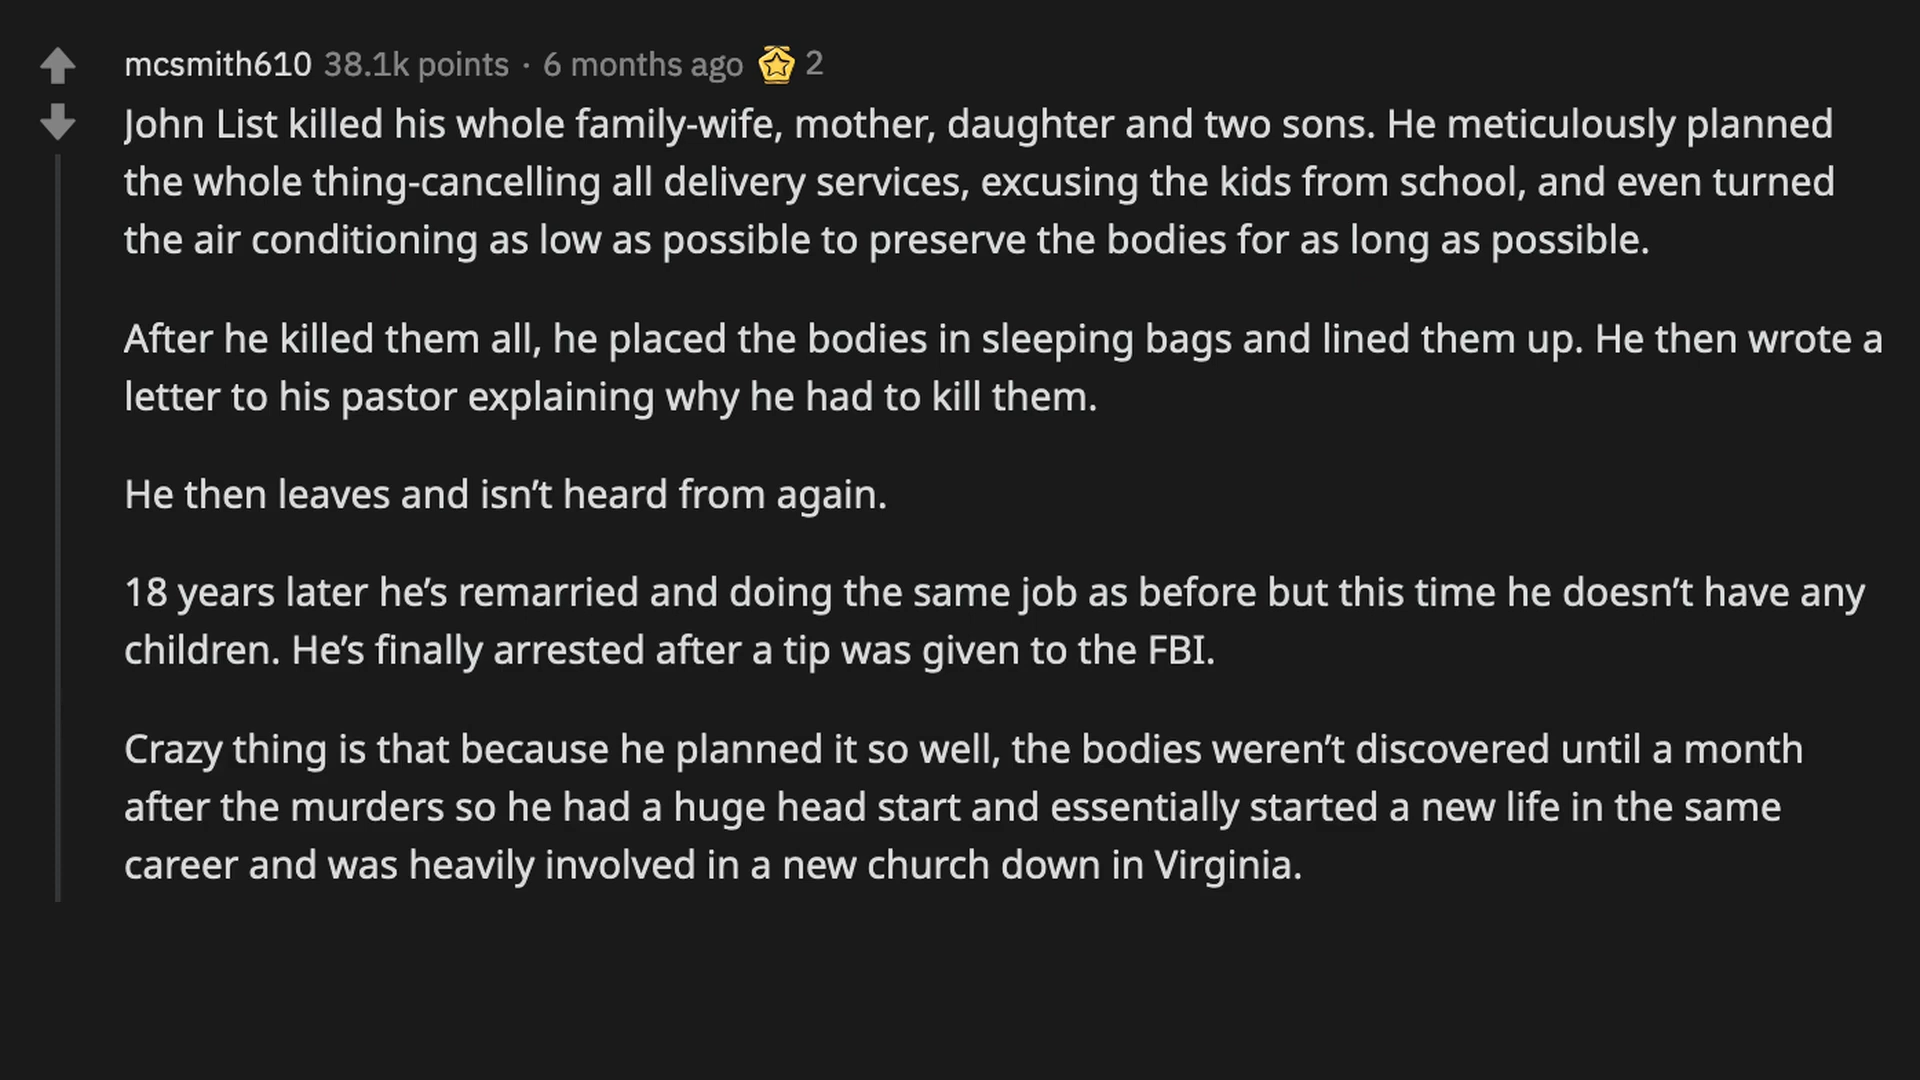 mcsmith610 38.1k points · 6 months ago 2
John List killed his whole family-wife, mother, daughter and two sons. He meticulously planned
the whole thing-cancelling all delivery services, excusing the kids from school, and even turned
the air conditioning as low as possible to preserve the bodies for as long as possible.
After he killed them all, he placed the bodies in sleeping bags and lined them up. He then wrote a
letter to his pastor explaining why he had to kill them.
He then leaves and isn’t heard from again.
18 years later he’s remarried and doing the same job as before but this time he doesn’t have any
children. He’s finally arrested after a tip was given to the FBI.
Crazy thing is that because he planned it so well, the bodies weren’t discovered until a month
after the murders so he had a huge head start and essentially started a new life in the same
career and was heavily involved in a new church down in Virginia.